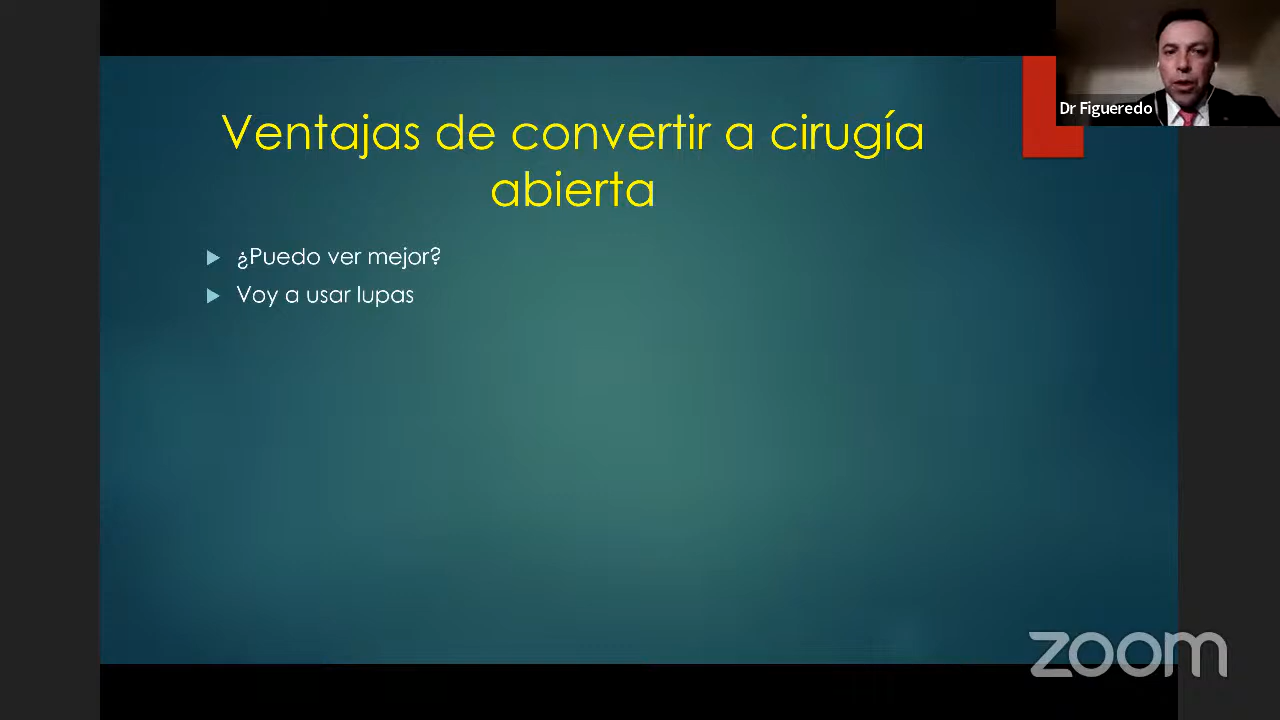 Ventajas de convertir a cirugía
abierta
¿Puedo ver mejor?
Voy a usar lupas
Dr Figueredo
zoom